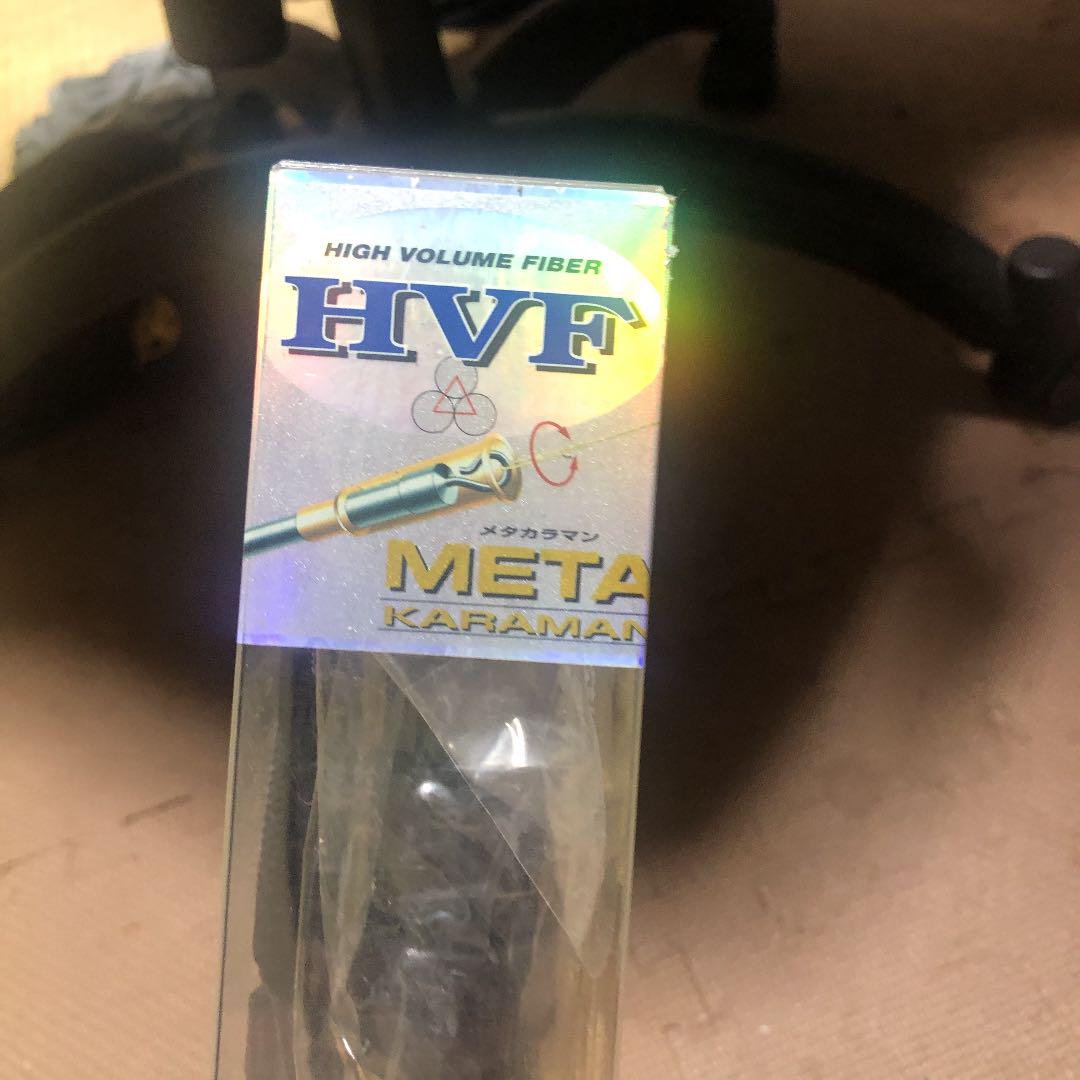 HIGH VOLUME FIBER
HVF
メタカラマン
META
KARAMAN